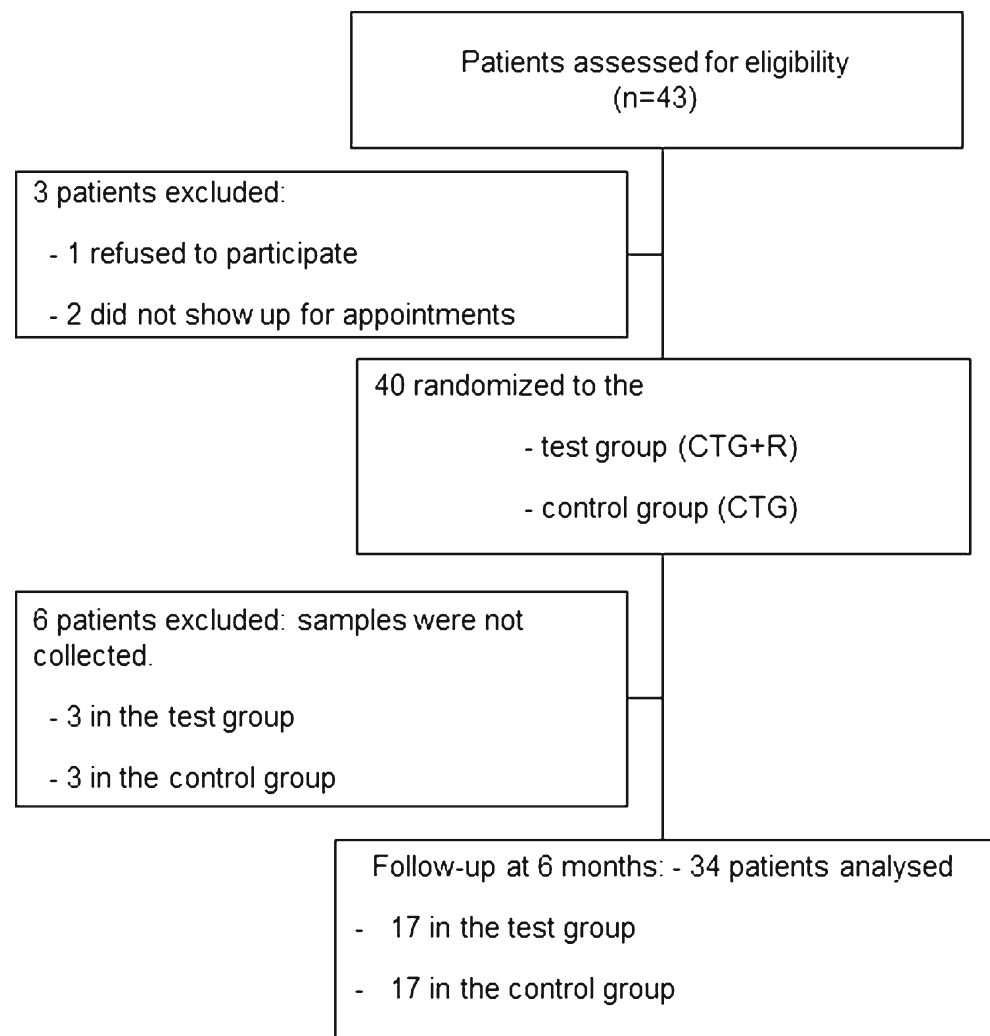 Patients assessed for eligibility
(n=43)
3 patients excluded:
- 1 refused to participate
- 2 did not show up for appointments
40 randomized to the
- test group (CTG+R)
- control group (CTG)
6 patients excluded: samples were not
collected.
- 3 in the test group
- 3 in the control group
Follow-up at 6 months: - 34 patients analysed
- 17 in the test group
- 17 in the control group